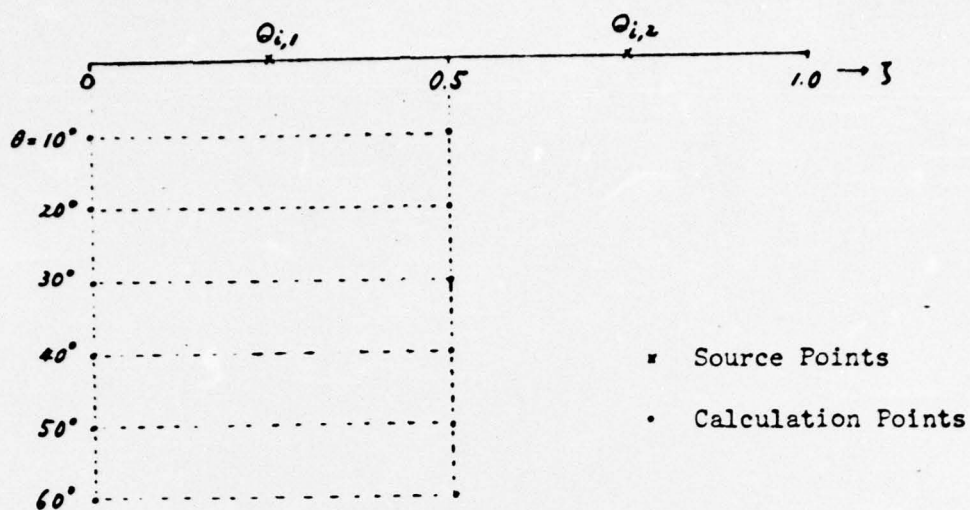 Q_{i,1} Q_{i,2}
0 0.5 1.0 → ζ
θ = 10°
20°
30°
40°
× Source Points
50°
• Calculation Points
60°